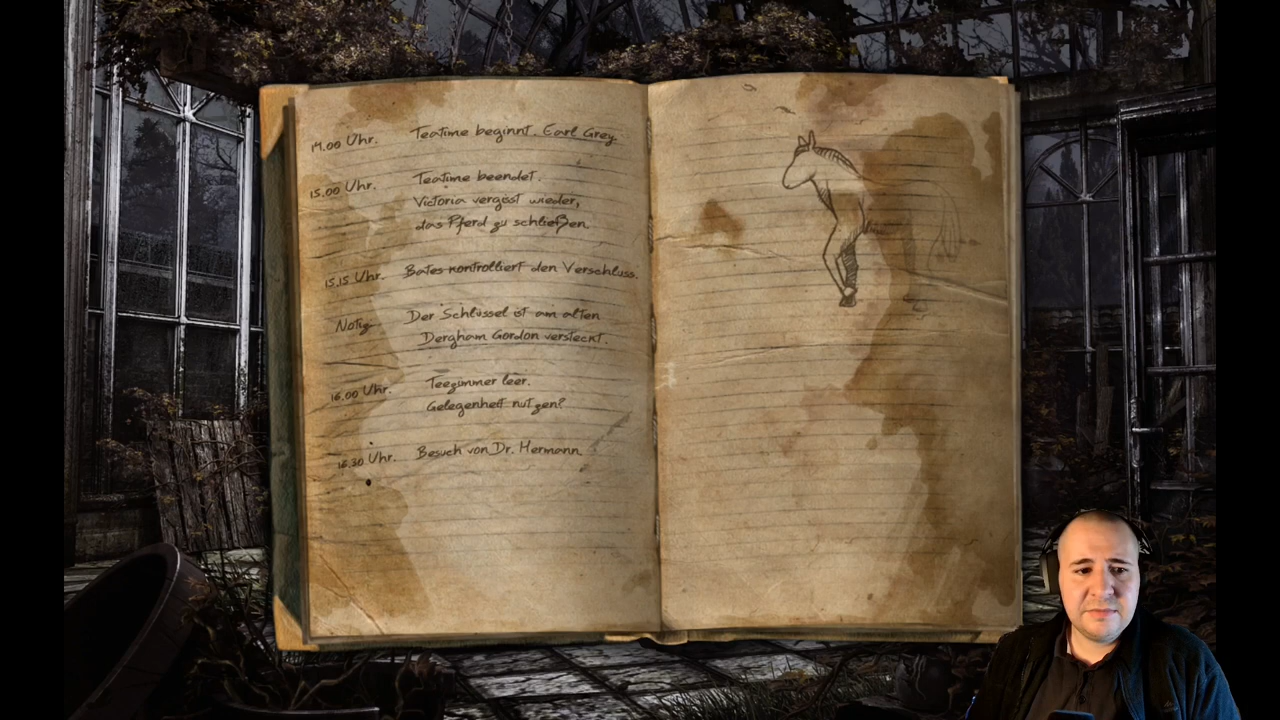 14.00 Uhr. Teatime beginnt. Earl Grey.
15.00 Uhr. Teatime beendet.
Victoria vergisst wieder,
das Pferd zu schließen.
15.15 Uhr. Bates kontrolliert den Verschluss.
Notiz Der Schlüssel ist am alten
Dergham Gordon versteckt.
16.00 Uhr. Teezimmer leer.
Gelegenheit nutzen?
16.30 Uhr. Besuch von Dr. Hermann.